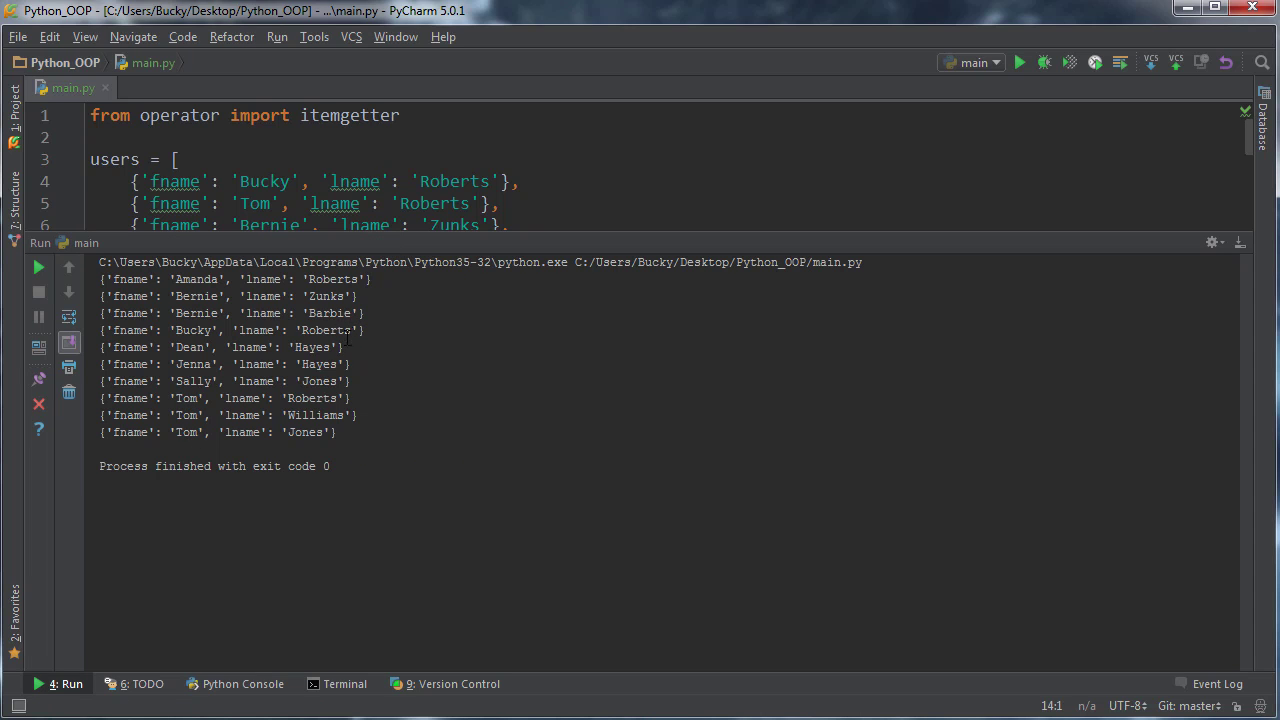 Python_OOP - [C:/Users/Bucky/Desktop/Python_OOP] - ...\main.py - PyCharm 5.0.1
File Edit View Navigate Code Refactor Run Tools VCS Window Help
Python_OOP main.py main VCS VCS
main.py
1: Project
7: Structure
2: Favorites
Database
1 from operator import itemgetter
2
3 users = [
4 {'fname': 'Bucky', 'lname': 'Roberts'},
5 {'fname': 'Tom', 'lname': 'Roberts'},
6 {'fname': 'Bernie', 'lname': 'Zunks'},
Run main
C:\Users\Bucky\AppData\Local\Programs\Python\Python35-32\python.exe C:/Users/Bucky/Desktop/Python_OOP/main.py
{'fname': 'Amanda', 'lname': 'Roberts'}
{'fname': 'Bernie', 'lname': 'Zunks'}
{'fname': 'Bernie', 'lname': 'Barbie'}
{'fname': 'Bucky', 'lname': 'Roberts'}
{'fname': 'Dean', 'lname': 'Hayes'}
{'fname': 'Jenna', 'lname': 'Hayes'}
{'fname': 'Sally', 'lname': 'Jones'}
{'fname': 'Tom', 'lname': 'Roberts'}
{'fname': 'Tom', 'lname': 'Williams'}
{'fname': 'Tom', 'lname': 'Jones'}
Process finished with exit code 0
4: Run 6: TODO Python Console Terminal 9: Version Control Event Log
14:1 n/a UTF-8 Git: master